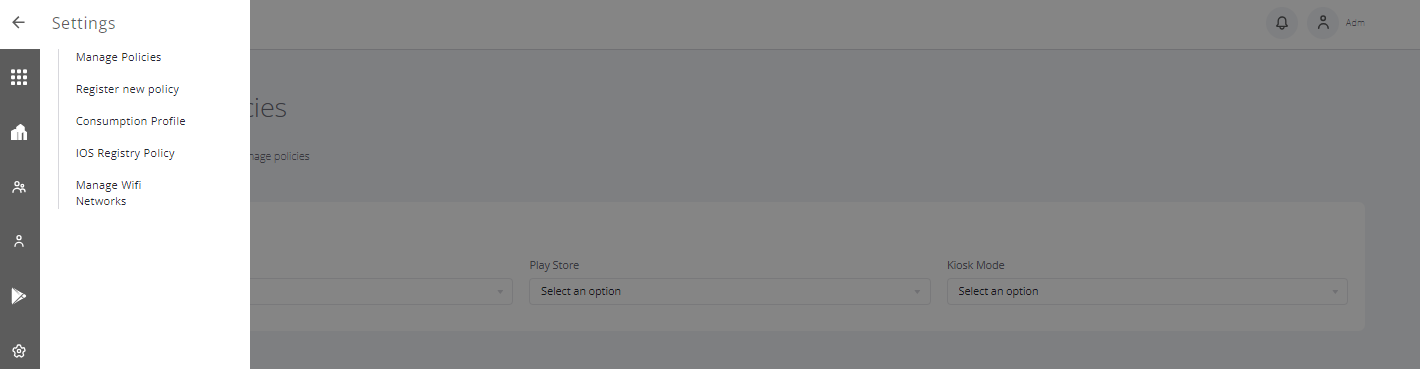 Settings
Adm
Manage Policies
Register new policy
cies
Consumption Profile
IOS Registry Policy
nage policies
Manage Wifi
Networks
Play Store
Kiosk Mode
Select an option
Select an option